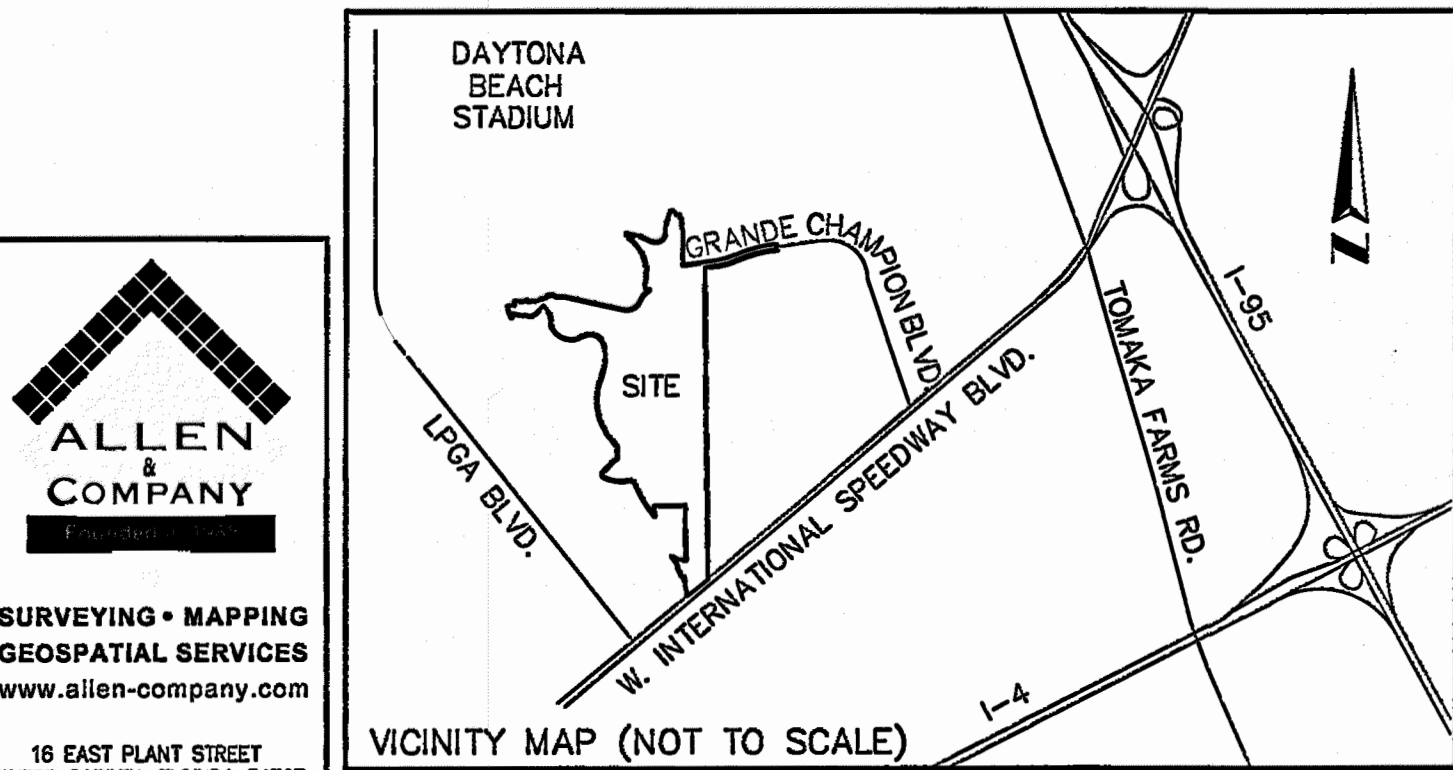 DAYTONA
BEACH
STADIUM
GRANDE CHAMPION BLVD.
SITE
LPGA BLVD.
W. INTERNATIONAL SPEEDWAY BLVD.
TOMAKA FARMS RD.
I-95
I-4
N
VICINITY MAP (NOT TO SCALE)
ALLEN
&
COMPANY
Founded
SURVEYING • MAPPING
GEOSPATIAL SERVICES
www.allen-company.com
16 EAST PLANT STREET